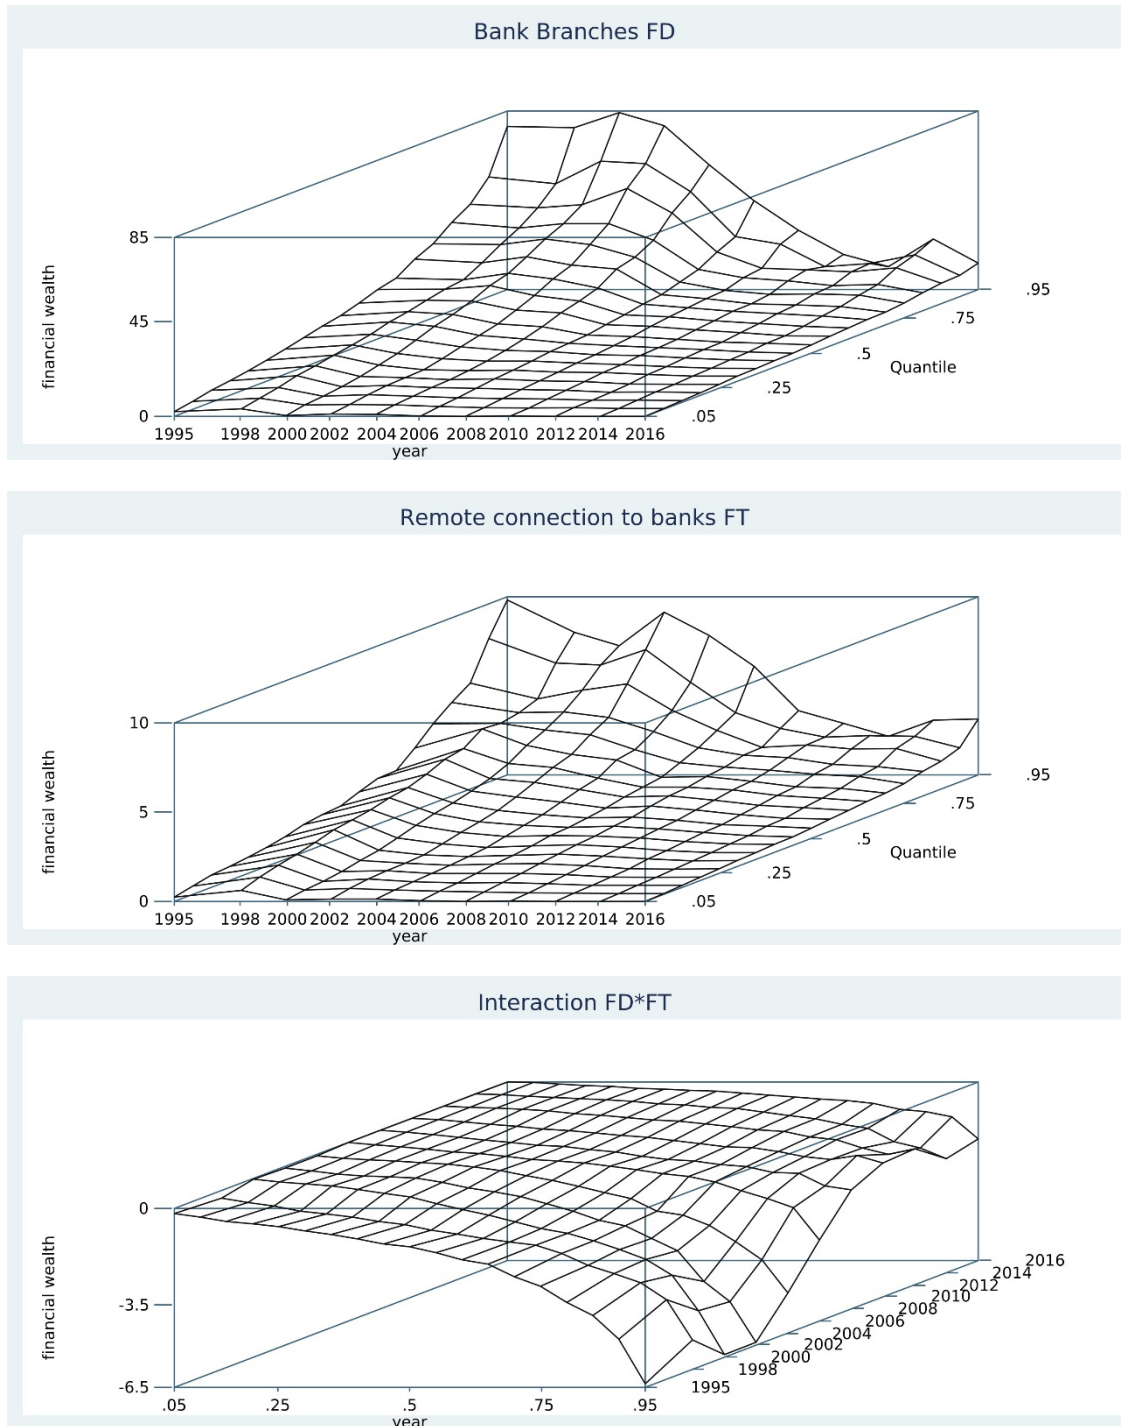 Bank Branches FD
financial wealth
85
45
0
1995 1998 2000 2002 2004 2006 2008 2010 2012 2014 2016
year
.05
.25
.5
.75
.95
Quantile
Remote connection to banks FT
financial wealth
10
5
0
1995 1998 2000 2002 2004 2006 2008 2010 2012 2014 2016
year
.05
.25
.5
.75
.95
Quantile
Interaction FD*FT
financial wealth
0
-3.5
-6.5
.05 .25 .5 .75 .95
year
1995
1998
2000
2002
2004
2006
2008
2010
2012
2014
2016